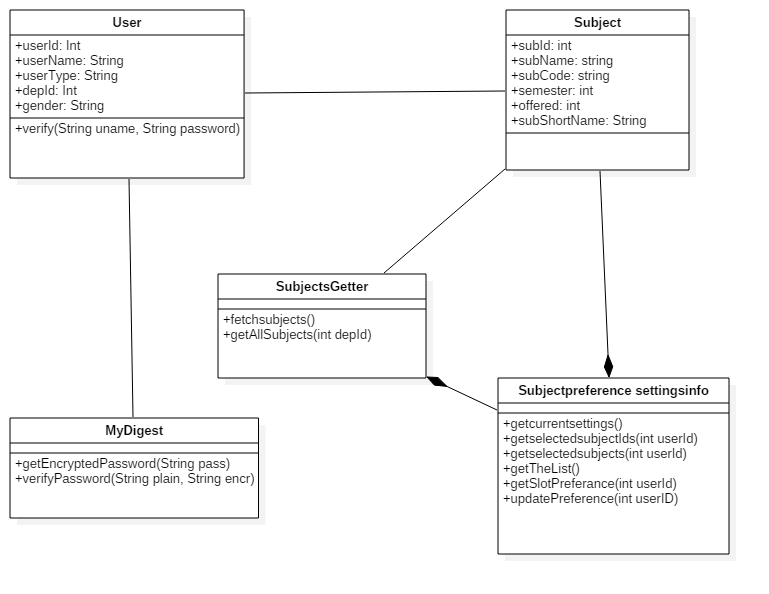 User
+userId: Int
+userName: String
+userType: String
+depId: Int
+gender: String
+verify(String uname, String password)
Subject
+subId: int
+subName: string
+subCode: string
+semester: int
+offered: int
+subShortName: String
SubjectsGetter
+fetchsubjects()
+getAllSubjects(int depId)
MyDigest
+getEncryptedPassword(String pass)
+verifyPassword(String plain, String encr)
Subjectpreference settingsinfo
+getcurrentsettings()
+getselectedsubjectIds(int userId)
+getselectedsubjects(int userId)
+getTheList()
+getSlotPreferance(int userId)
+updatePreference(int userID)